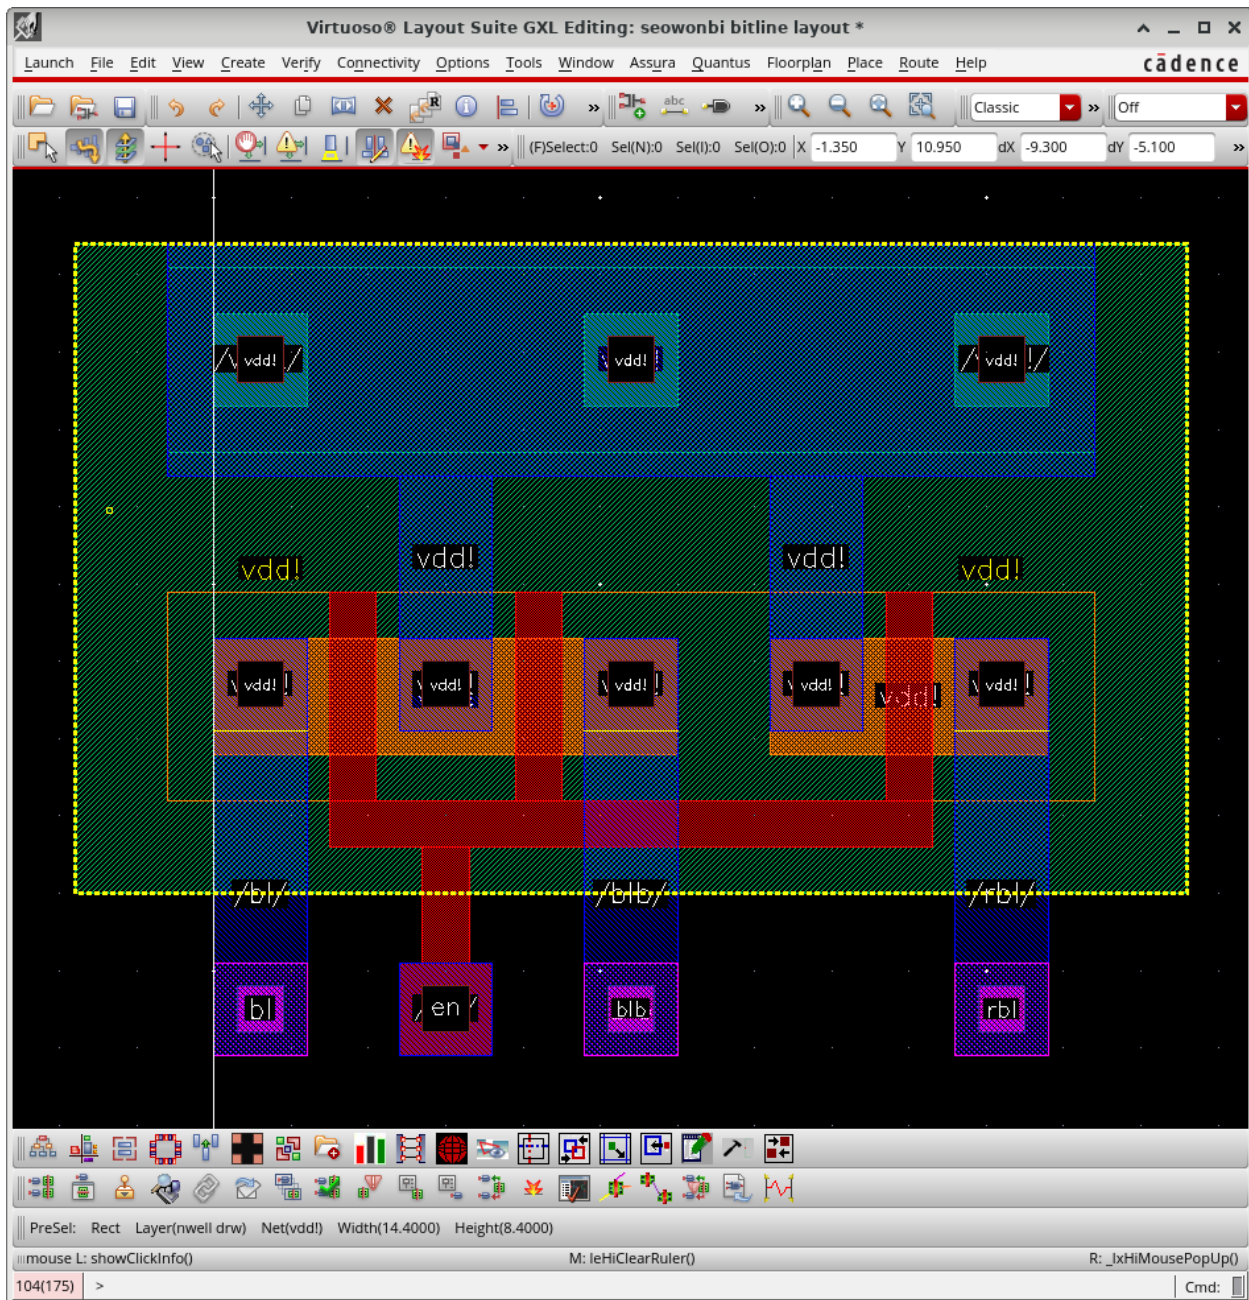 Virtuoso® Layout Suite GXL Editing: seowonbi bitline layout *
Launch File Edit View Create Verify Connectivity Options Tools Window Assura Quantus Floorplan Place Route Help cādence
R abc Classic Off
(F)Select:0 Sel(N):0 Sel(I):0 Sel(O):0 X -1.350 Y 10.950 dX -9.300 dY -5.100
vdd! vdd! vdd!
vdd! vdd!
vdd! vdd!
vdd! vdd! vdd! vdd! vdd!
vdd!
/bl/ /blb/ /rbl/
bl en blb rbl
PreSel: Rect Layer(nwell drw) Net(vdd!) Width(14.4000) Height(8.4000)
mouse L: showClickInfo() M: leHiClearRuler() R: _lxHiMousePopUp()
104(175) > Cmd: